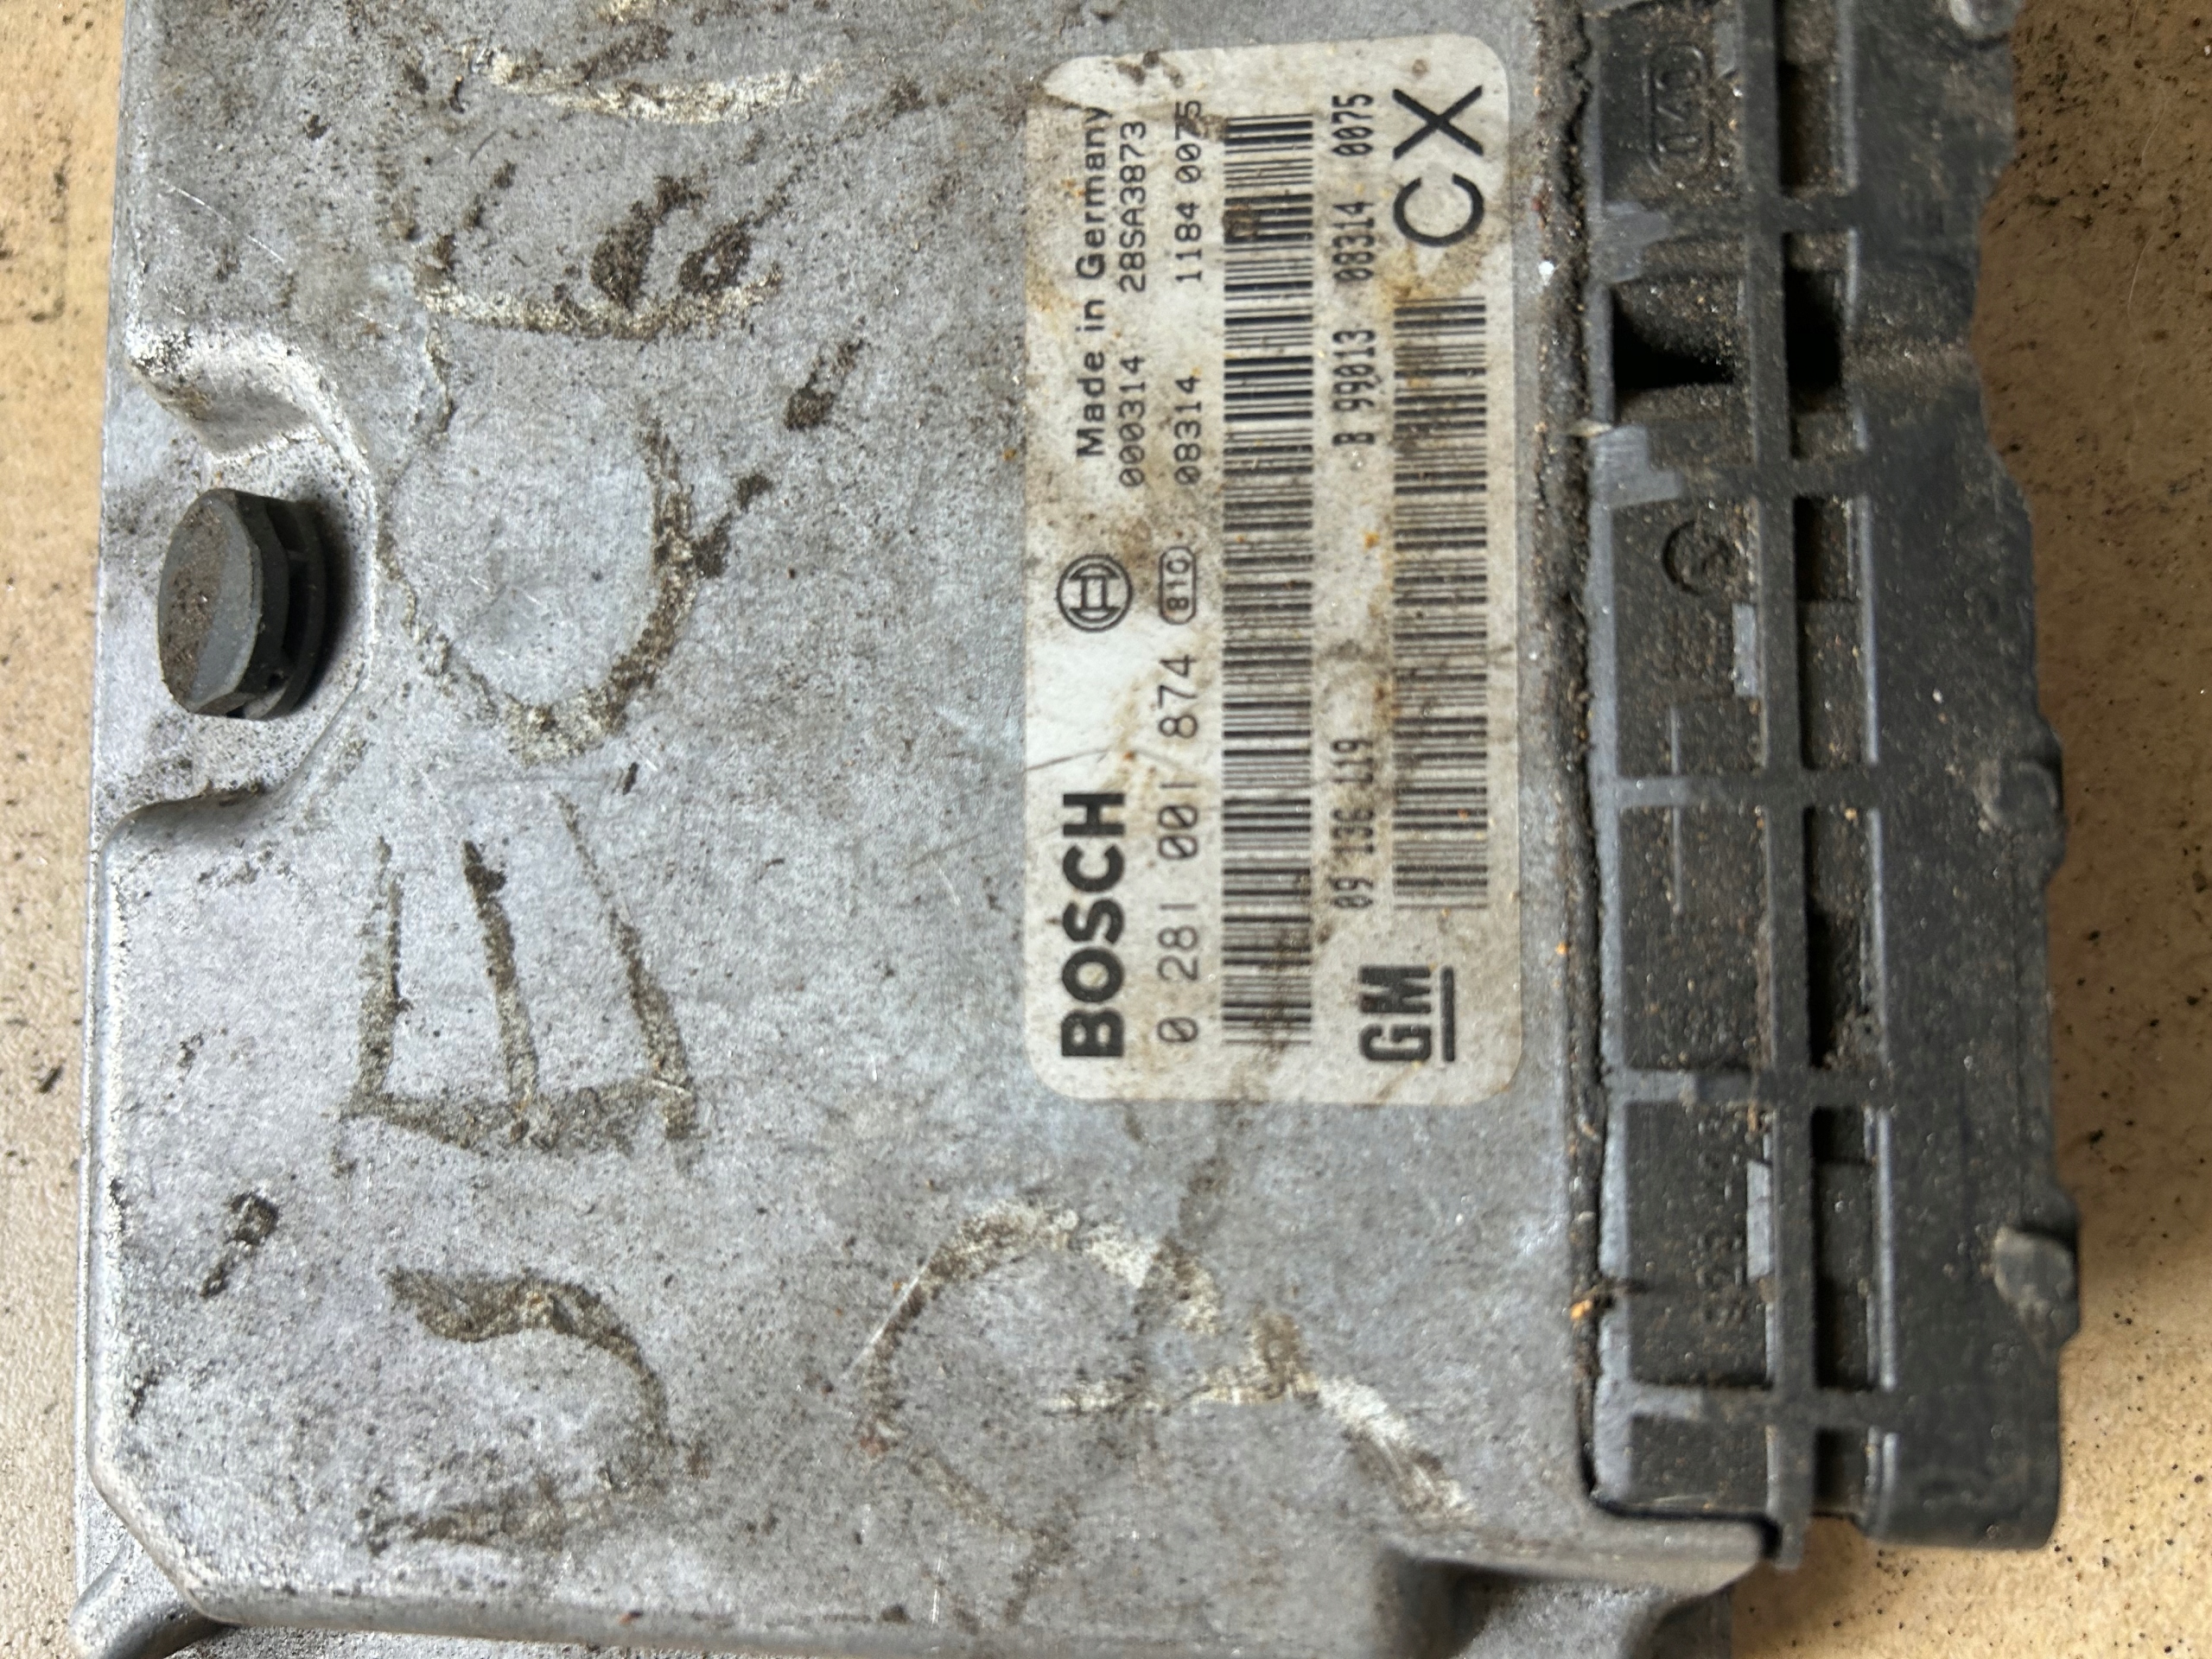 BOSCH
Made in Germany
000314 28SA3873
0 281 001 874 810 08314 1184 0075
09 136 119 B 99013 08314 0075
GM CX